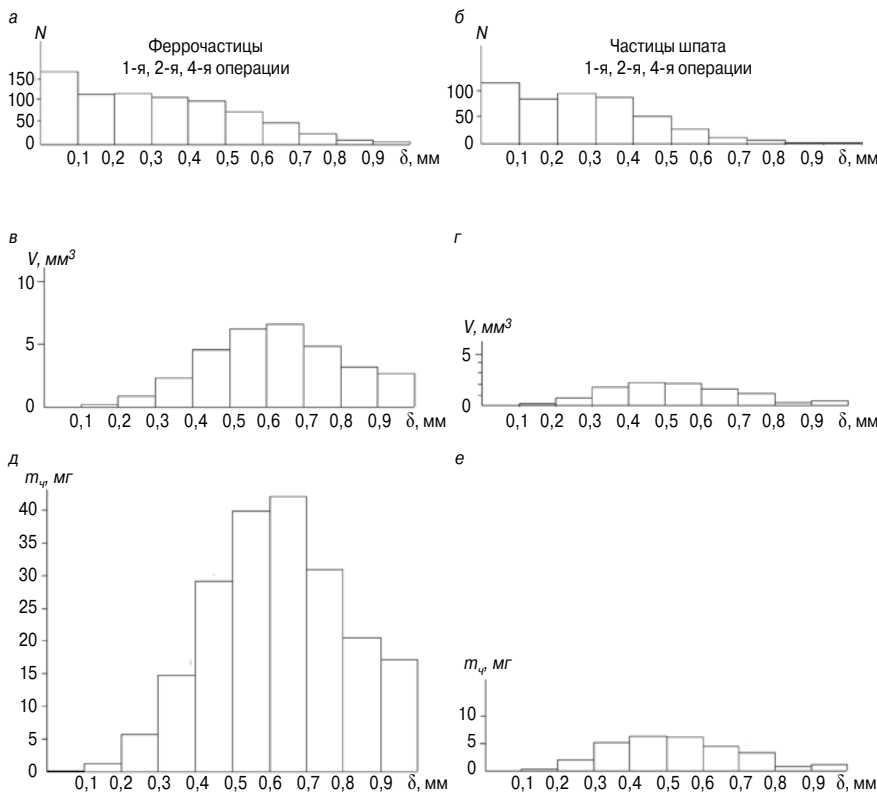 а
N
Феррочастицы
1-я, 2-я, 4-я операции
150
100
50
0
0,1 0,2 0,3 0,4 0,5 0,6 0,7 0,8 0,9 δ, мм
б
N
Частицы шпата
1-я, 2-я, 4-я операции
100
50
0
0,1 0,2 0,3 0,4 0,5 0,6 0,7 0,8 0,9 δ, мм
в
V, мм³
10
5
0
0,1 0,2 0,3 0,4 0,5 0,6 0,7 0,8 0,9 δ, мм
г
V, мм³
5
0
0,1 0,2 0,3 0,4 0,5 0,6 0,7 0,8 0,9 δ, мм
д
mч, мг
40
35
30
25
20
15
10
5
0
0,1 0,2 0,3 0,4 0,5 0,6 0,7 0,8 0,9 δ, мм
е
mч, мг
10
5
0
0,1 0,2 0,3 0,4 0,5 0,6 0,7 0,8 0,9 δ, мм